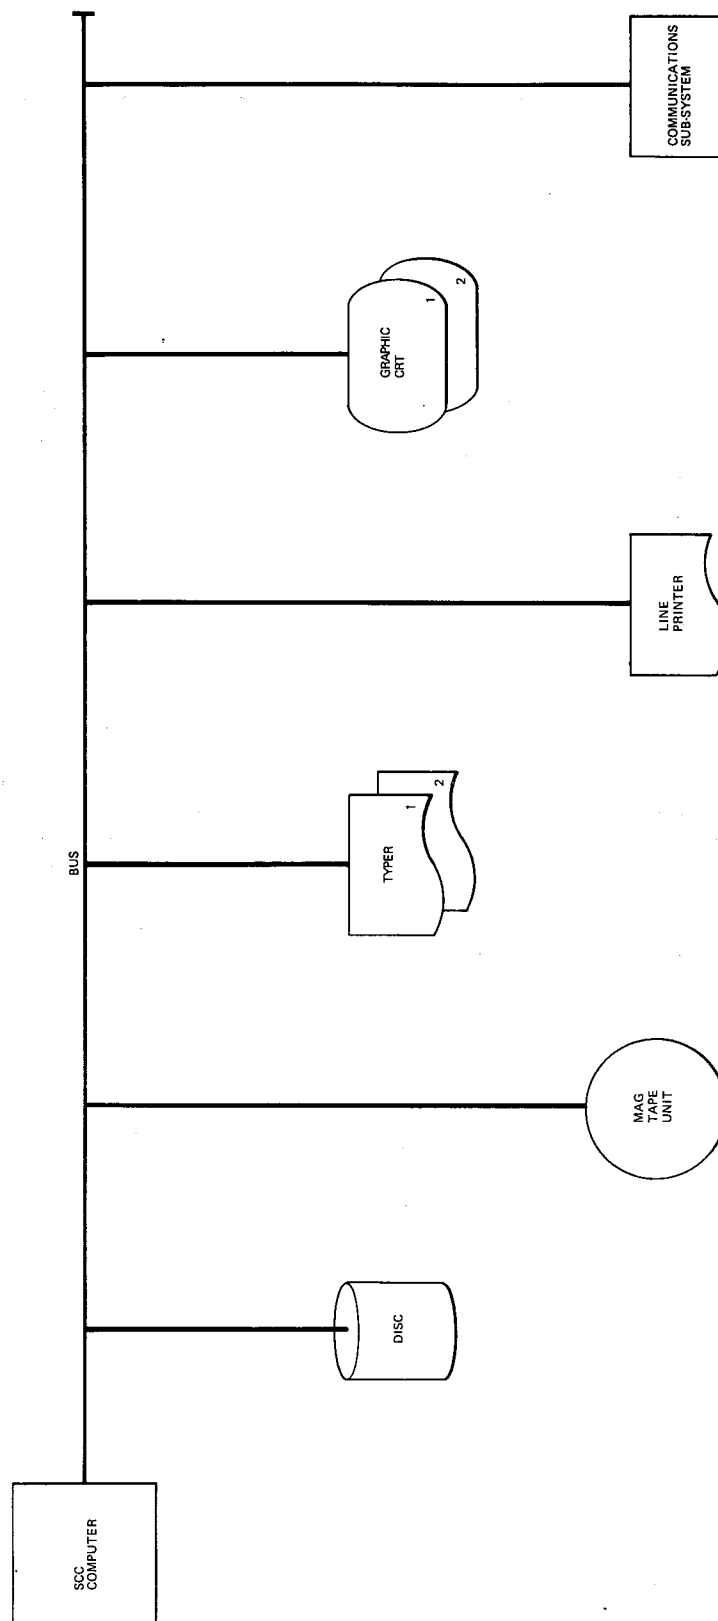 BUS
SCC
COMPUTER
DISC
MAG
TAPE
UNIT
TYPER
1
2
LINE
PRINTER
GRAPHIC
CRT
1
2
COMMUNICATIONS
SUB-SYSTEM